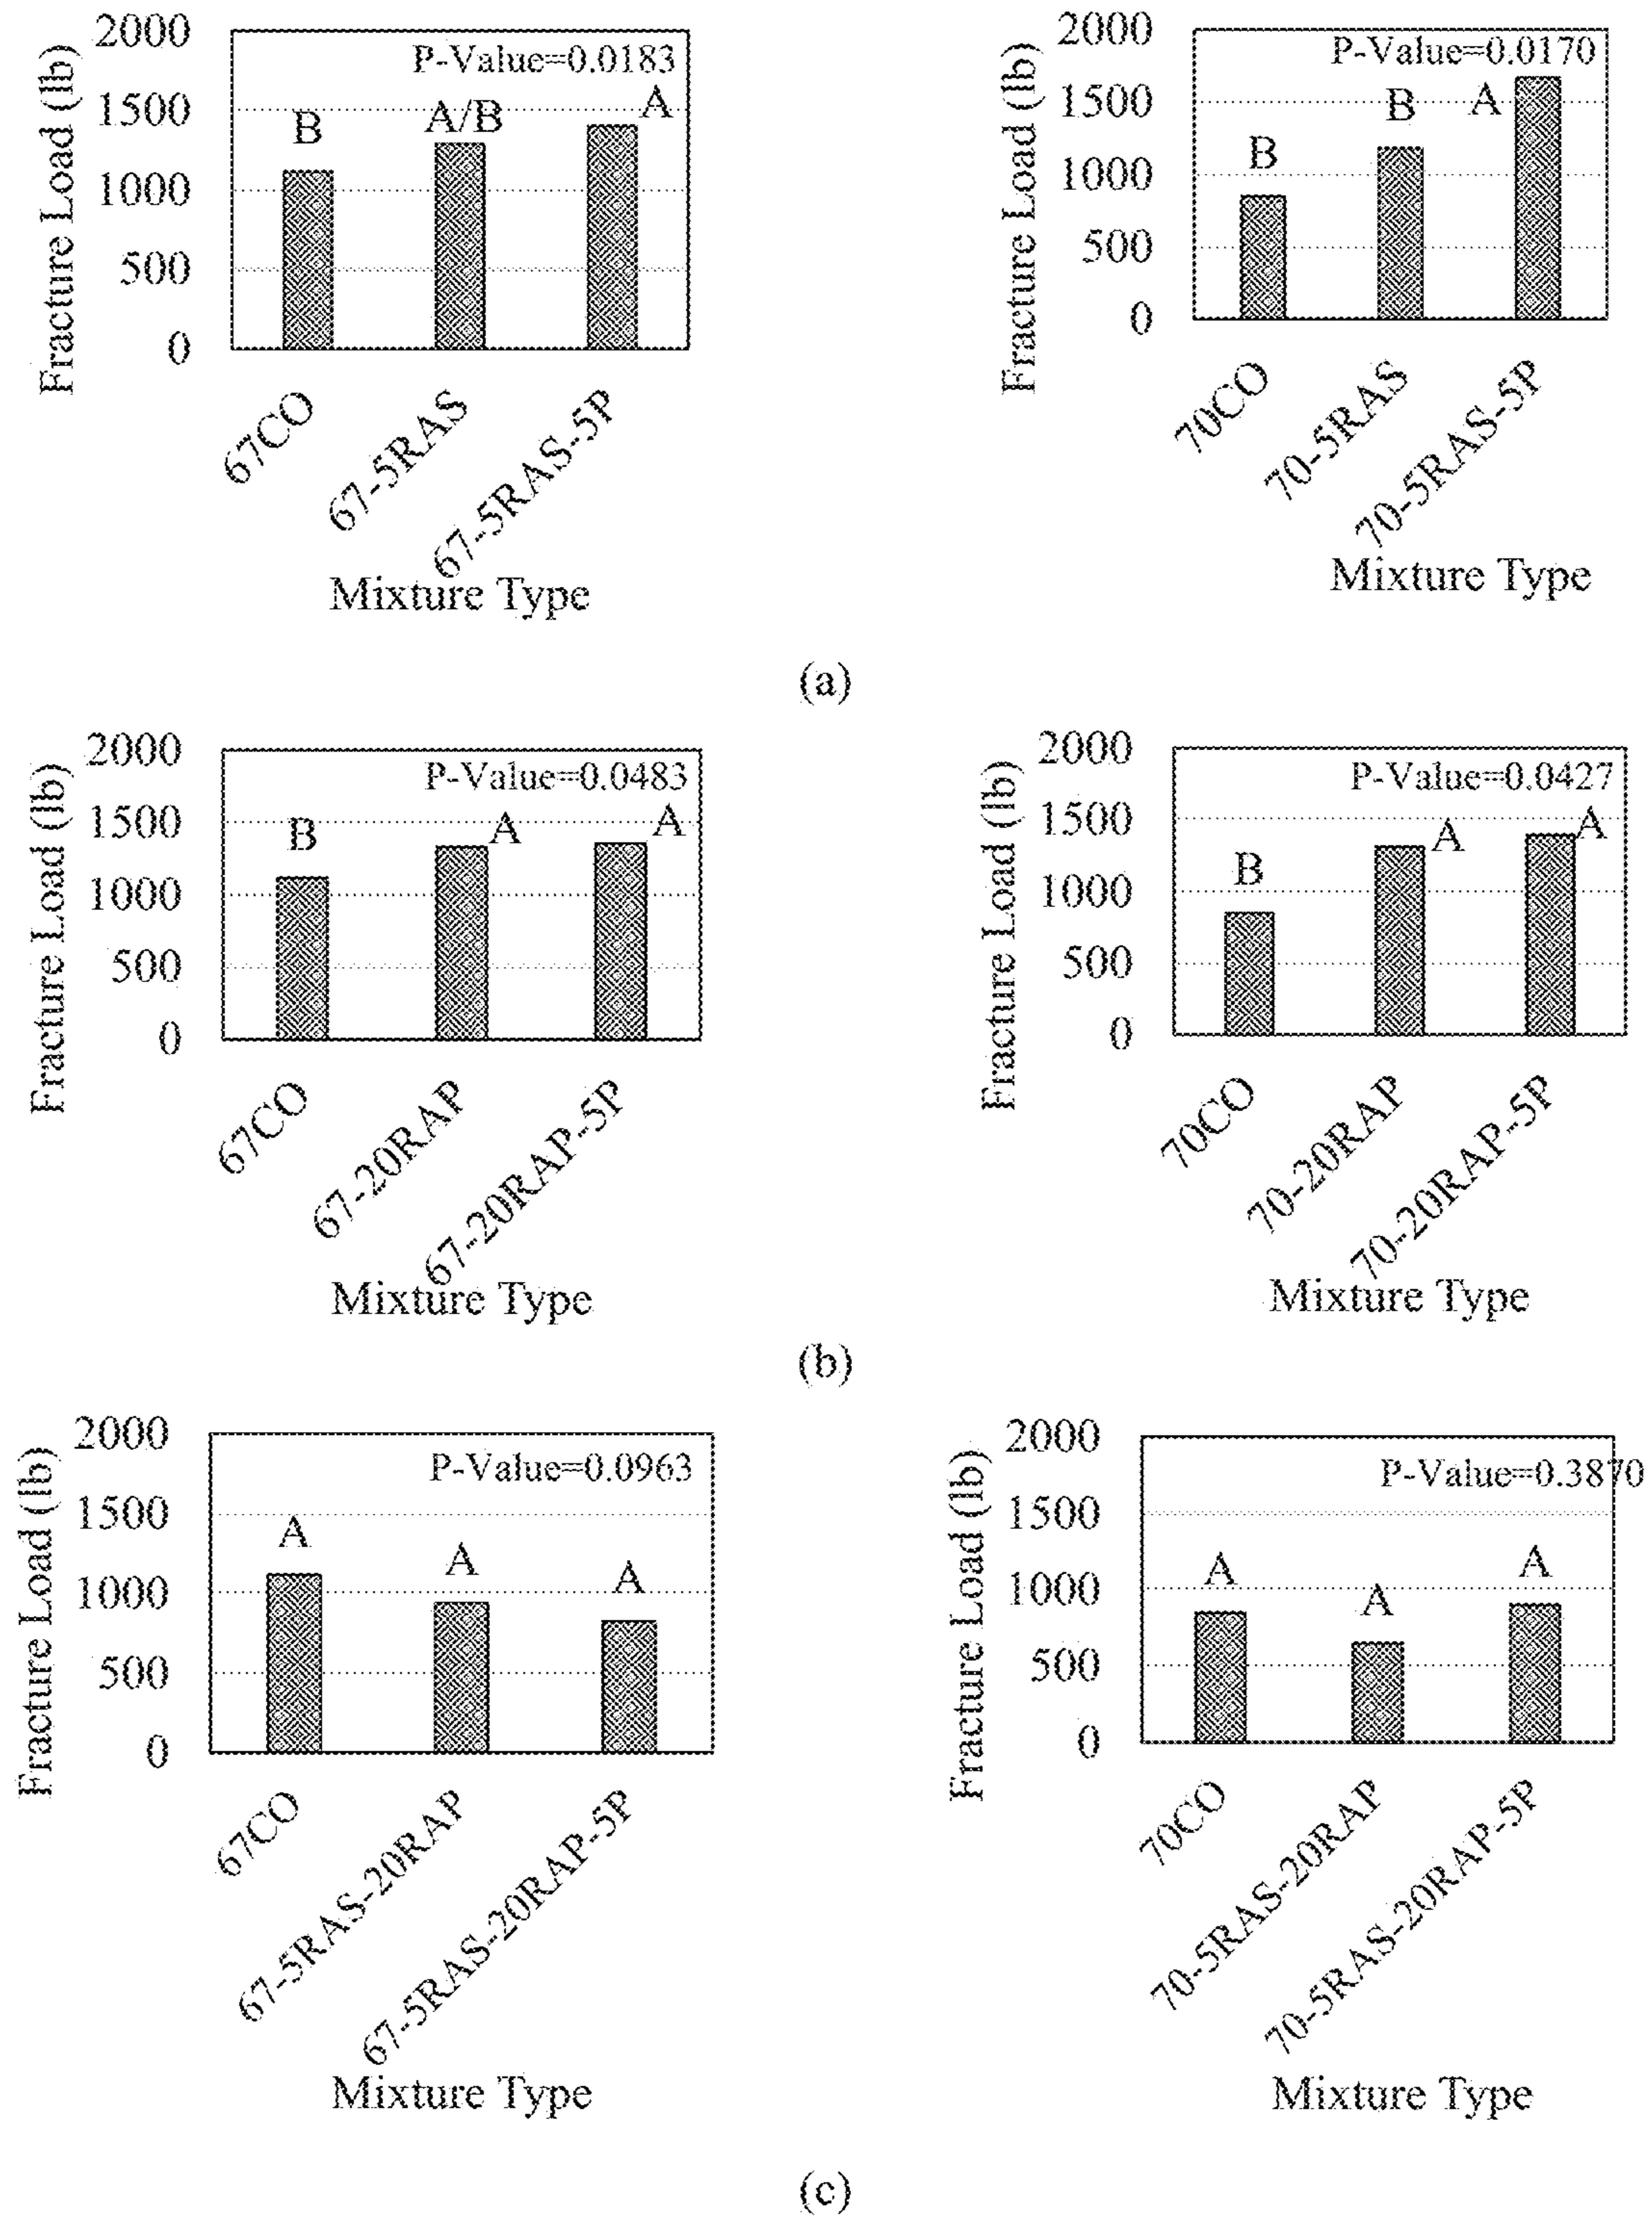 Fracture Load (lb)
2000
1500
1000
500
0
P-Value=0.0183
B
A/B
A
67CO
67-5RAS
67-5RAS-5P
Mixture Type
Fracture Load (lb)
2000
1500
1000
500
0
P-Value=0.0170
B
B
A
70CO
70-5RAS
70-5RAS-5P
Mixture Type
(a)
Fracture Load (lb)
2000
1500
1000
500
0
P-Value=0.0483
B
A
A
67CO
67-20RAP
67-20RAP-5P
Mixture Type
Fracture Load (lb)
2000
1500
1000
500
0
P-Value=0.0427
B
A
A
70CO
70-20RAP
70-20RAP-5P
Mixture Type
(b)
Fracture Load (lb)
2000
1500
1000
500
0
P-Value=0.0963
A
A
A
67CO
67-5RAS-20RAP
67-5RAS-20RAP-5P
Mixture Type
Fracture Load (lb)
2000
1500
1000
500
0
P-Value=0.3870
A
A
A
70CO
70-5RAS-20RAP
70-5RAS-20RAP-5P
Mixture Type
(c)